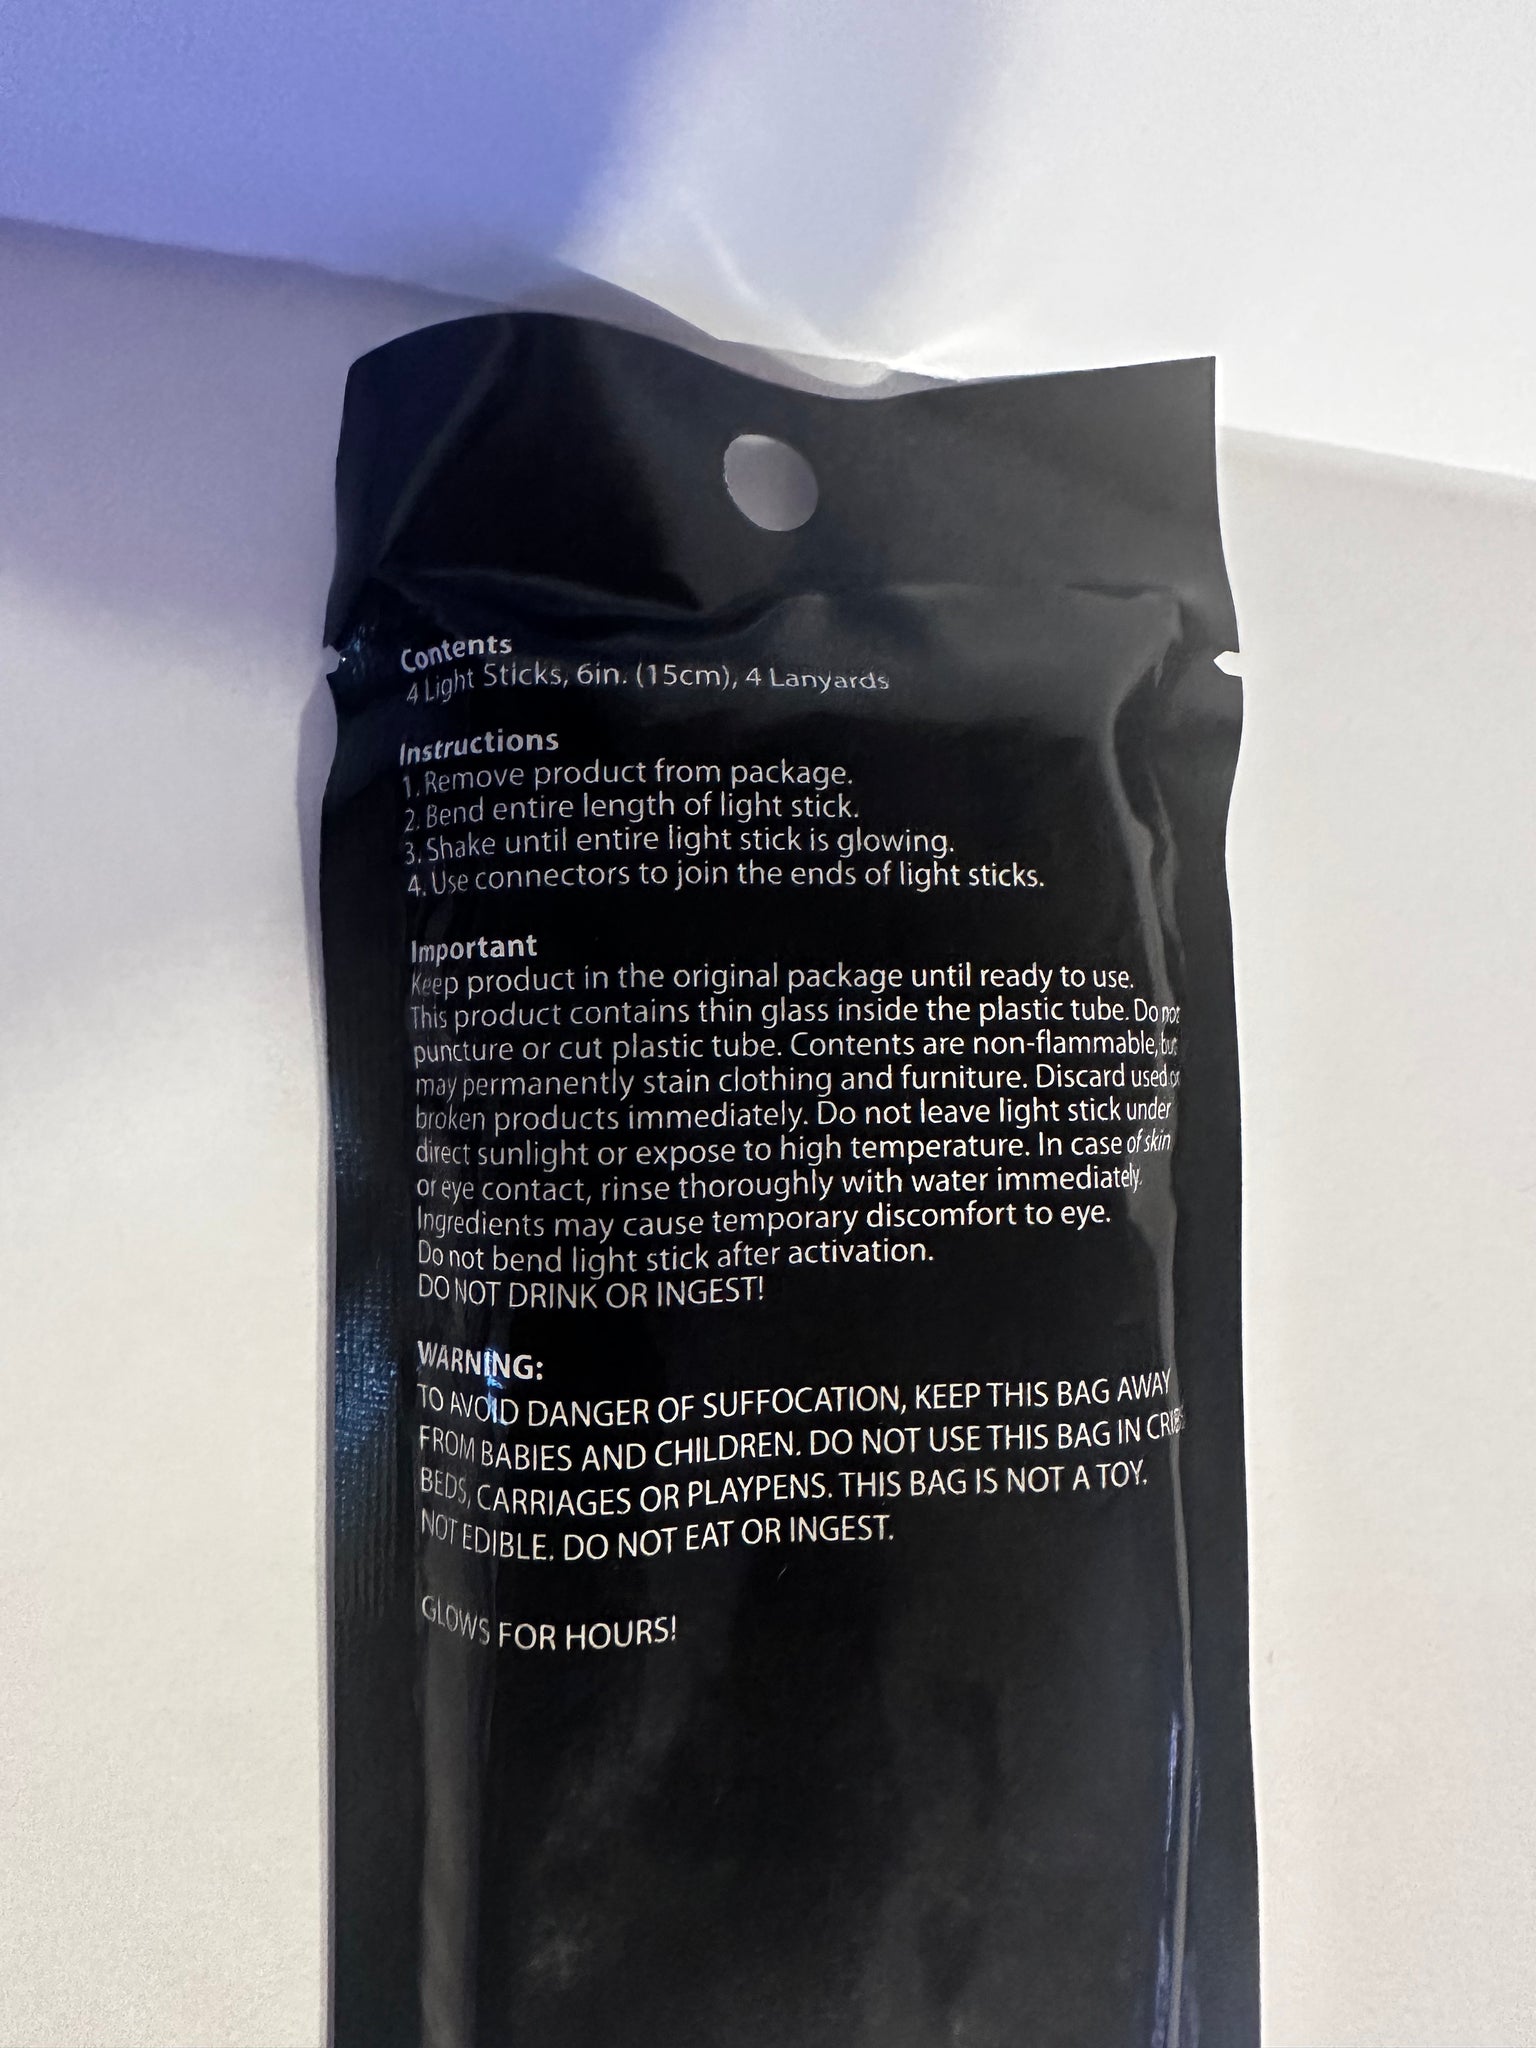 Contents
4 Light Sticks, 6in. (15cm), 4 Lanyards
Instructions
1. Remove product from package.
2. Bend entire length of light stick.
3. Shake until entire light stick is glowing.
4. Use connectors to join the ends of light sticks.
Important
Keep product in the original package until ready to use.
This product contains thin glass inside the plastic tube. Do not
puncture or cut plastic tube. Contents are non-flammable, but
may permanently stain clothing and furniture. Discard used or
broken products immediately. Do not leave light stick under
direct sunlight or expose to high temperature. In case of skin
or eye contact, rinse thoroughly with water immediately.
Ingredients may cause temporary discomfort to eye.
Do not bend light stick after activation.
DO NOT DRINK OR INGEST!
WARNING:
TO AVOID DANGER OF SUFFOCATION, KEEP THIS BAG AWAY
FROM BABIES AND CHILDREN. DO NOT USE THIS BAG IN CRIBS
BEDS, CARRIAGES OR PLAYPENS. THIS BAG IS NOT A TOY.
NOT EDIBLE. DO NOT EAT OR INGEST.
GLOWS FOR HOURS!